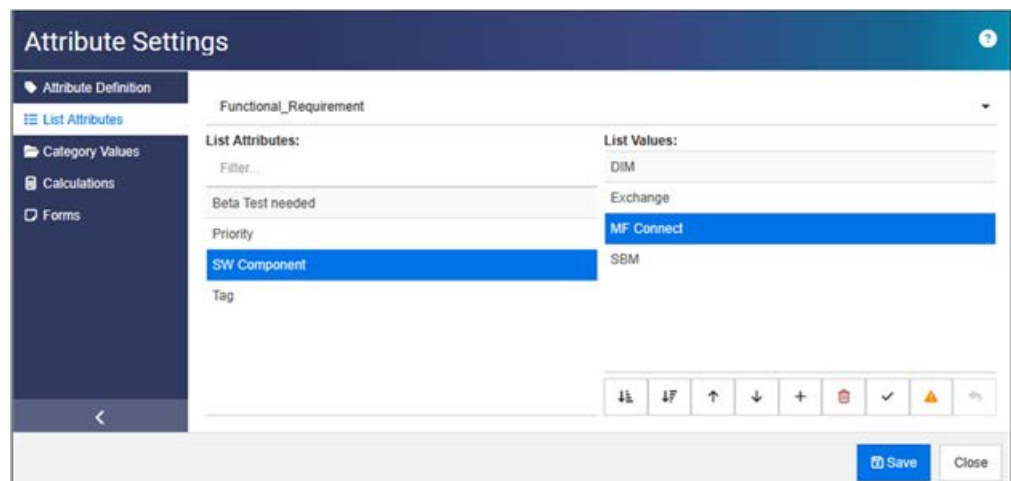 Attribute Settings
Attribute Definition
List Attributes
Category Values
Calculations
Forms
Functional_Requirement
List Attributes:
Filter...
Beta Test needed
Priority
SW Component
Tag
List Values:
DIM
Exchange
MF Connect
SBM
Save
Close